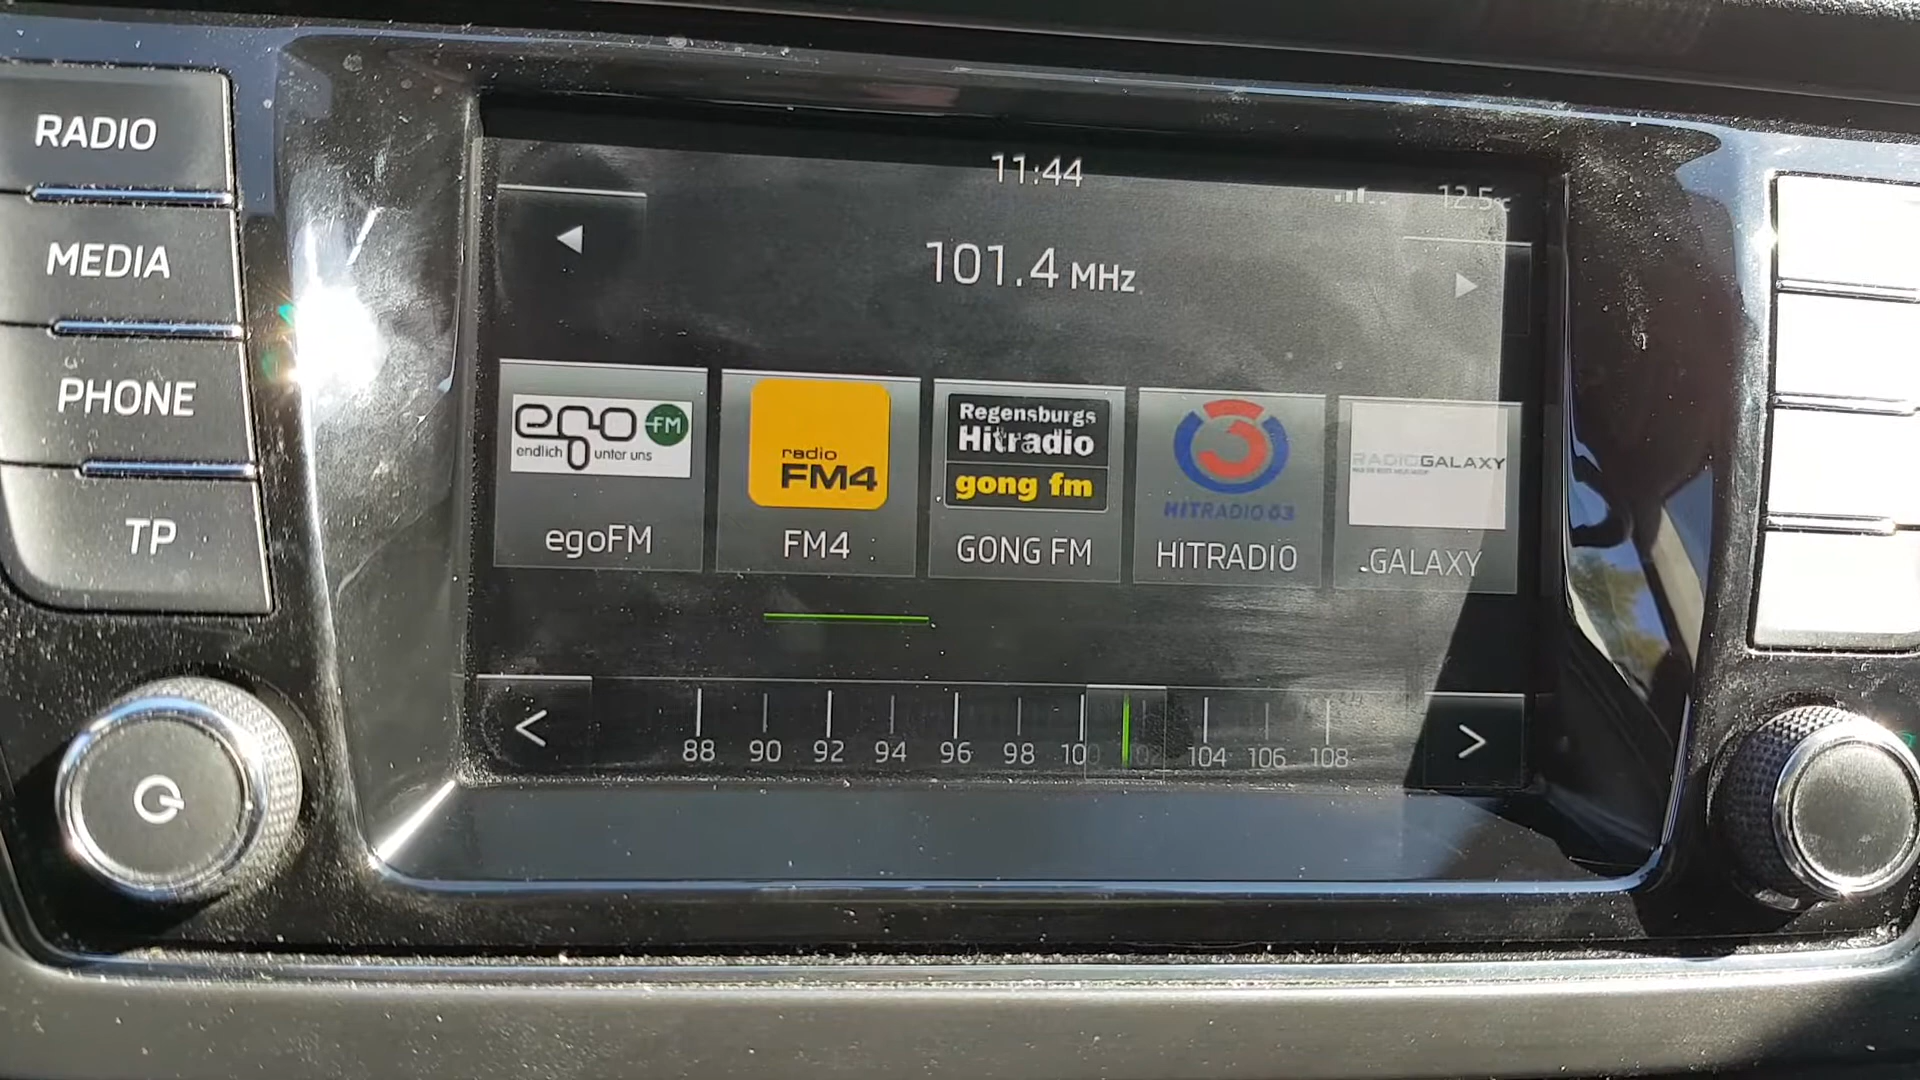 RADIO
MEDIA
PHONE
TP
11:44
12.5°C
101.4 MHz
ego FM
endlich unter uns
egoFM
radio
FM4
FM4
Regensburgs
Hitradio
gong fm
GONG FM
3
HITRADIO Ö3
HITRADIO
RADIOGALAXY
.GALAXY
< 88 90 92 94 96 98 100 102 104 106 108 >